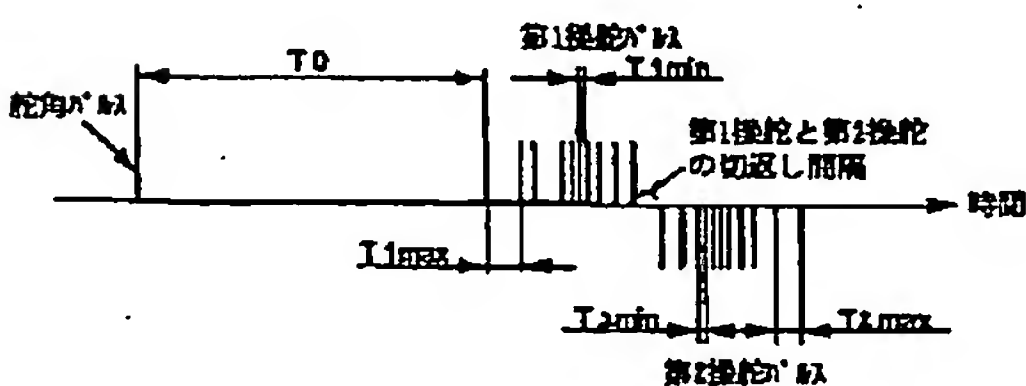 第1操舵パルス
T0
T1min
舵角パルス
第1操舵と第2操舵
の切返し間隔
時間
T1max
T2min
T2max
第2操舵パルス